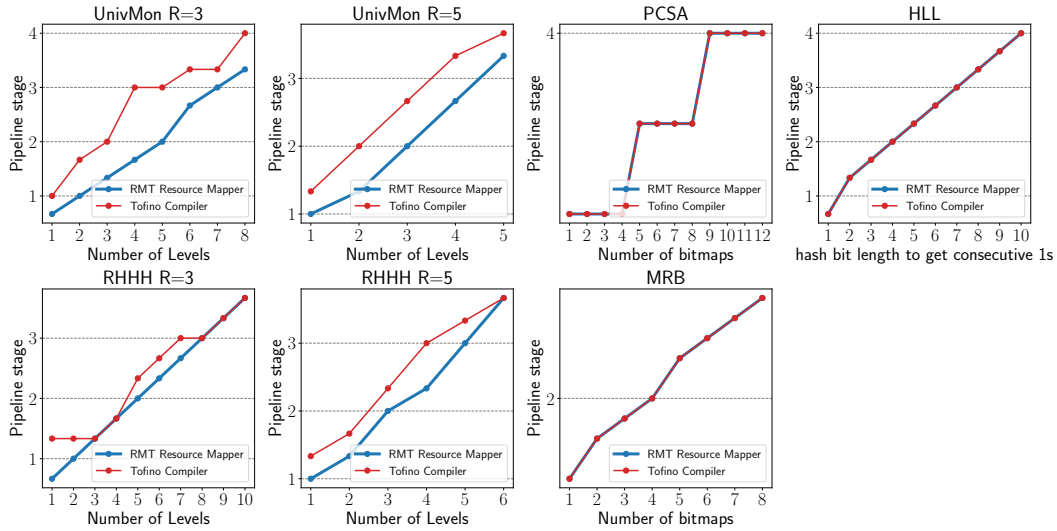 UnivMon R=3
Pipeline stage
4
3
2
1
RMT Resource Mapper
Tofino Compiler
1 2 3 4 5 6 7 8
Number of Levels
UnivMon R=5
Pipeline stage
3
2
1
RMT Resource Mapper
Tofino Compiler
1 2 3 4 5
Number of Levels
PCSA
Pipeline stage
4
RMT Resource Mapper
Tofino Compiler
1 2 3 4 5 6 7 8 9 10 11 12
Number of bitmaps
HLL
Pipeline stage
4
3
2
1
RMT Resource Mapper
Tofino Compiler
1 2 3 4 5 6 7 8 9 10
hash bit length to get consecutive 1s
RHHH R=3
Pipeline stage
3
2
1
RMT Resource Mapper
Tofino Compiler
1 2 3 4 5 6 7 8 9 10
Number of Levels
RHHH R=5
Pipeline stage
3
2
1
RMT Resource Mapper
Tofino Compiler
1 2 3 4 5 6
Number of Levels
MRB
Pipeline stage
2
RMT Resource Mapper
Tofino Compiler
1 2 3 4 5 6 7 8
Number of bitmaps